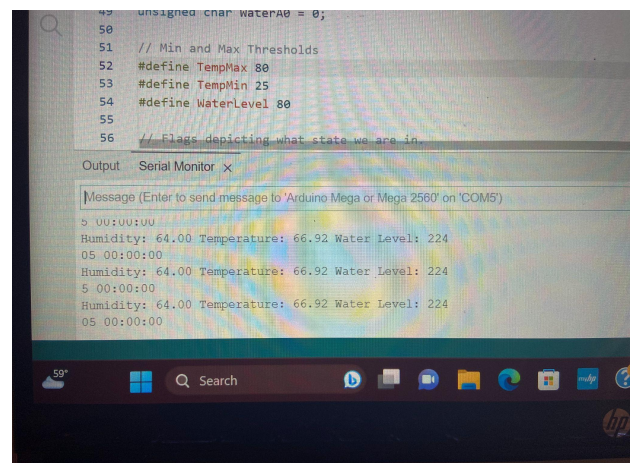 49 unsigned char WaterA0 = 0;
50
51 // Min and Max Thresholds
52 #define TempMax 80
53 #define TempMin 25
54 #define WaterLevel 80
55
56 // Flags depicting what state we are in.
Output Serial Monitor ×
Message (Enter to send message to 'Arduino Mega or Mega 2560' on 'COM5')
5 00:00:00
Humidity: 64.00 Temperature: 66.92 Water Level: 224
05 00:00:00
Humidity: 64.00 Temperature: 66.92 Water Level: 224
5 00:00:00
Humidity: 64.00 Temperature: 66.92 Water Level: 224
05 00:00:00
59° Search b myhp ?
hp